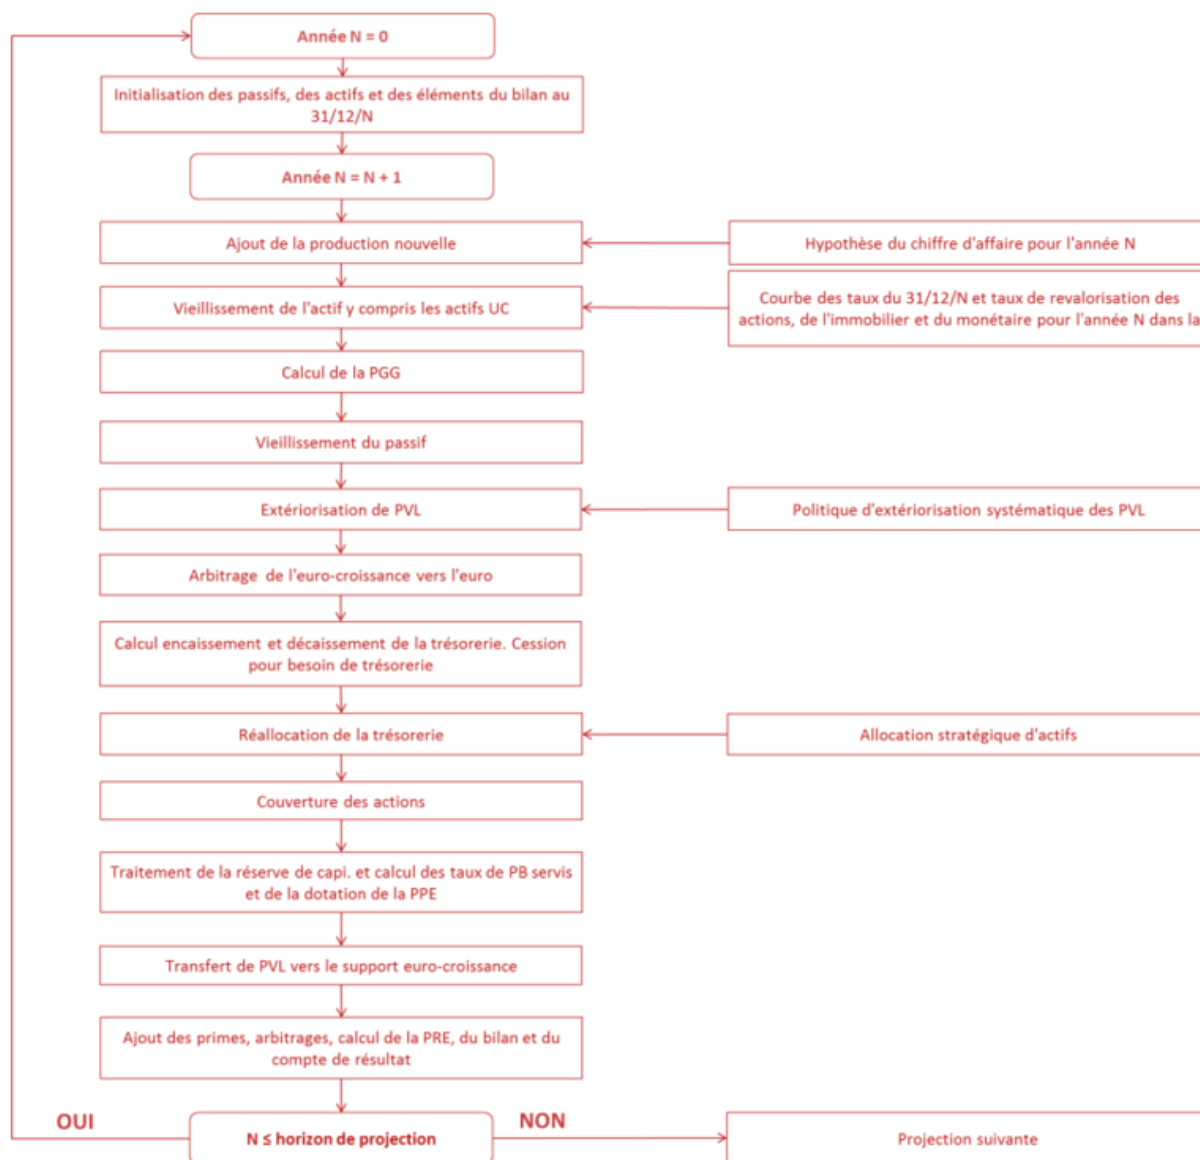 Année N = 0
Initialisation des passifs, des actifs et des éléments du bilan au
31/12/N
Année N = N + 1
Ajout de la production nouvelle
Hypothèse du chiffre d'affaire pour l'année N
Vieillissement de l'actif y compris les actifs UC
Courbe des taux du 31/12/N et taux de revalorisation des
actions, de l'immobilier et du monétaire pour l'année N dans la
Calcul de la PGG
Vieillissement du passif
Extériorisation de PVL
Politique d'extériorisation systématique des PVL
Arbitrage de l'euro-croissance vers l'euro
Calcul encaissement et décaissement de la trésorerie. Cession
pour besoin de trésorerie
Réallocation de la trésorerie
Allocation stratégique d'actifs
Couverture des actions
Traitement de la réserve de capi. et calcul des taux de PB servis
et de la dotation de la PPE
Transfert de PVL vers le support euro-croissance
Ajout des primes, arbitrages, calcul de la PRE, du bilan et du
compte de résultat
OUI
N ≤ horizon de projection
NON
Projection suivante